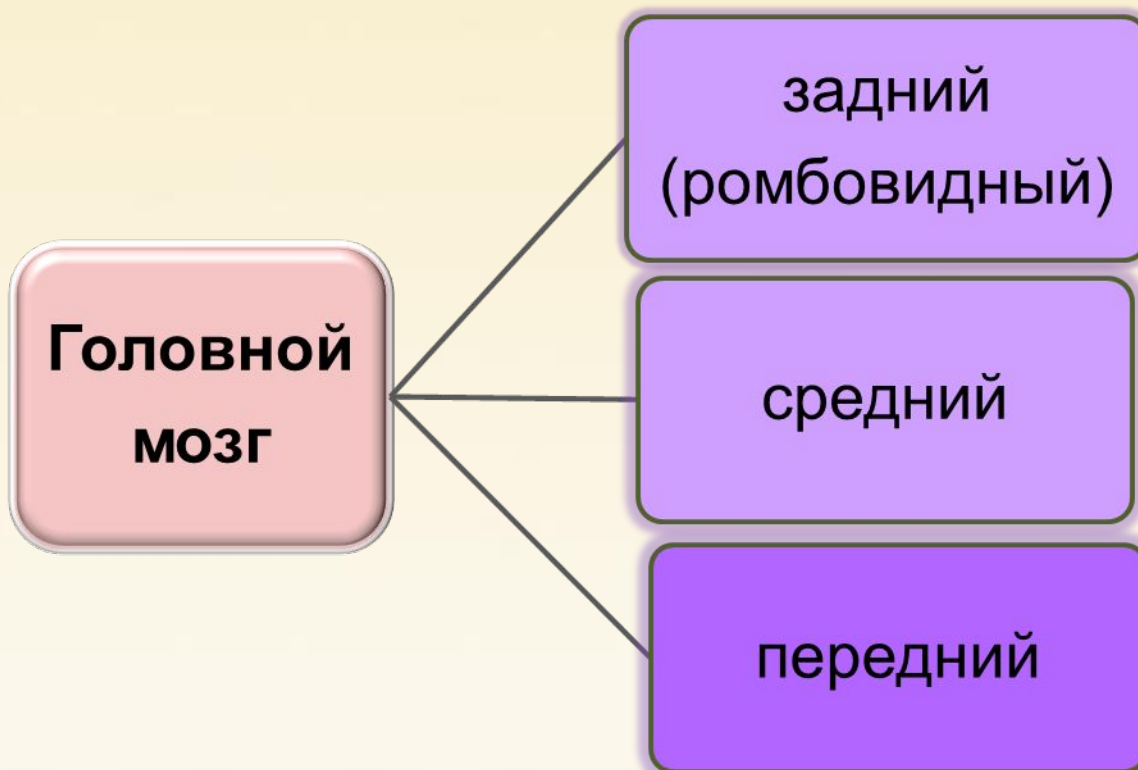 Головной
мозг
задний
(ромбовидный)
средний
передний